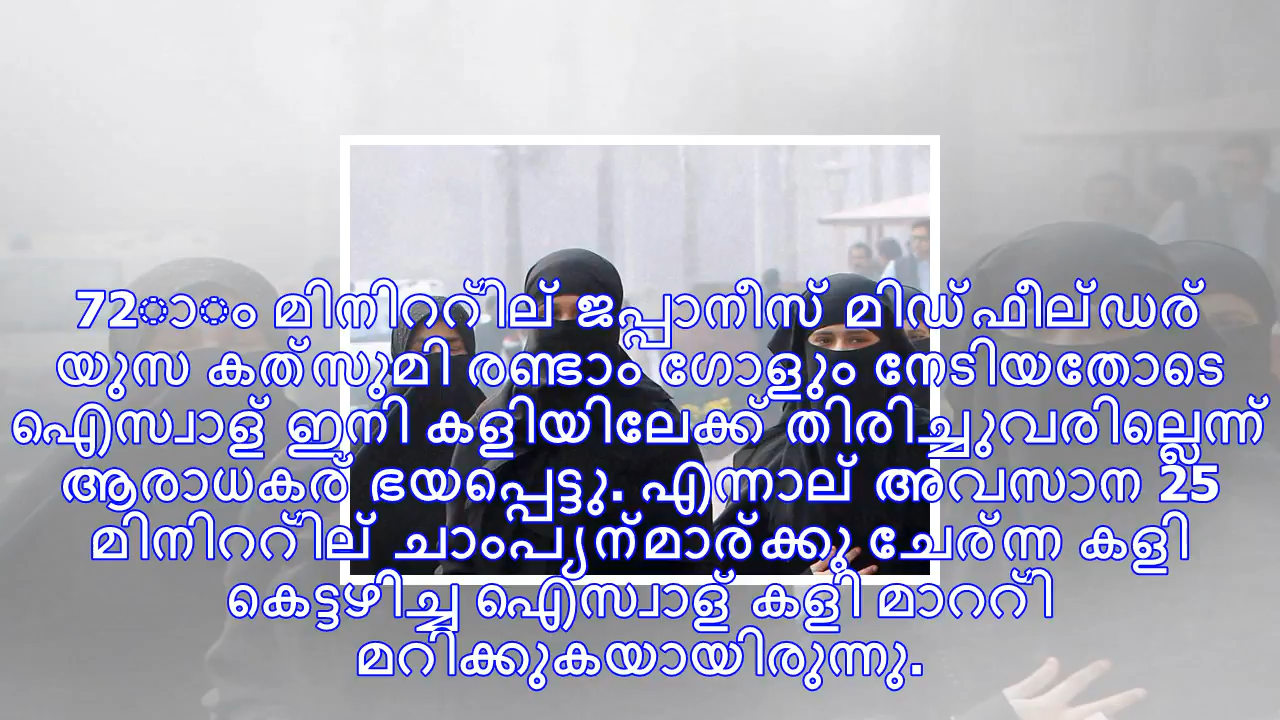 72ാം മിനിററ്ില് ജപ്പാനീസ് മിഡ്ഫീല്ഡര്
യുസ കത്സുമി രണ്ടാം ഗോളും നേടിയതോടെ
ഐസ്വാള് ഇനി കളിയിലേക്ക് തിരിച്ചുവരില്ലെന്ന്
ആരാധകര് ഭയപ്പെട്ടു. എന്നാല് അവസാന 25
മിനിററ്ില് ചാംപ്യന്മാര്ക്കു ചേര്ന്ന കളി
കെട്ടഴിച്ച ഐസ്വാള് കളി മാററ്ി
മറിക്കുകയായിരുന്നു.